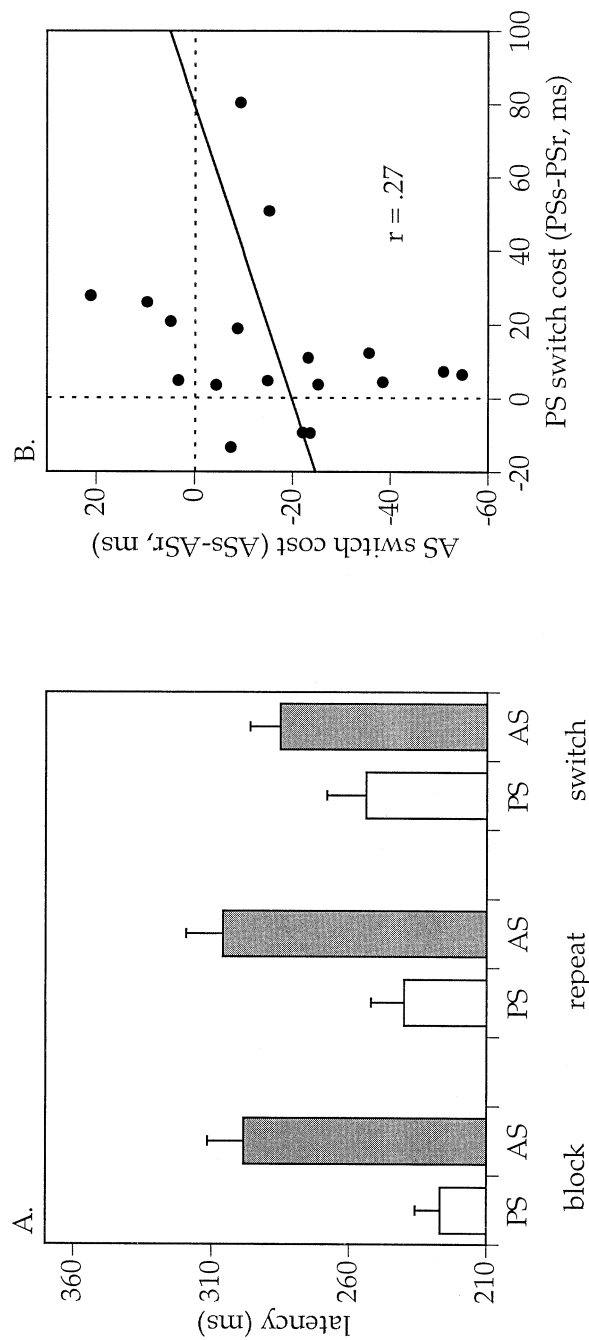 A.
360
310
260
210
latency (ms)
PS AS PS AS PS AS
block repeat switch
B.
20
0
-20
-40
-60
AS switch cost (ASs-ASr, ms)
r = .27
-20 0 20 40 60 80 100
PS switch cost (PSs-PSr, ms)